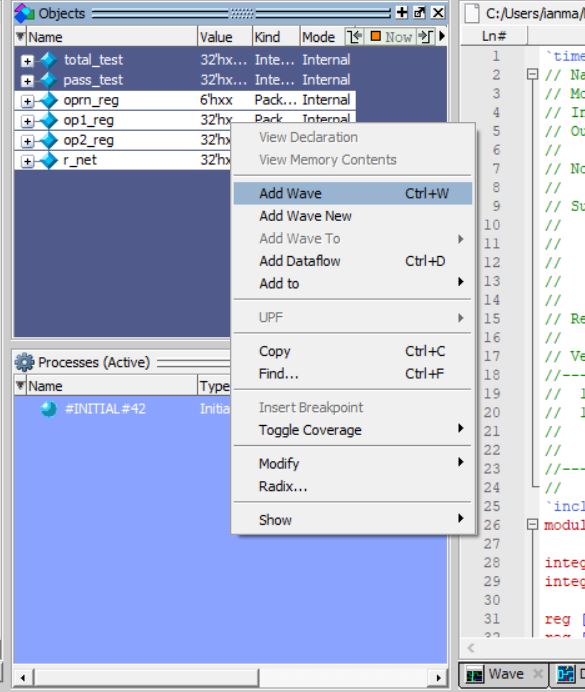 Objects
Name Value Kind Mode Now
total_test 32'hx... Inte... Internal
pass_test 32'hx... Inte... Internal
oprn_reg 6'hxx Pack... Internal
op1_reg 32'hx... Pack... Internal
op2_reg 32'hx
r_net 32'hx
View Declaration
View Memory Contents
Add Wave Ctrl+W
Add Wave New
Add Wave To
Add Dataflow Ctrl+D
Add to
UPF
Copy Ctrl+C
Find... Ctrl+F
Insert Breakpoint
Toggle Coverage
Modify
Radix...
Show
Processes (Active)
Name Type
#INITIAL#42 Initia
C:/Users/ianma/
Ln#
1 `time
2 // Na
3 // Mo
4 // In
5 // Ou
6 //
7 // No
8 //
9 // Su
10 //
11 //
12 //
13 //
14 //
15 // Re
16 //
17 // Ve
18 //---
19 // 1
20 // 1
21 //
22 //
23 //---
24 //
25 `incl
26 modul
27
28 integ
29 integ
30
31 reg [
32 reg [
Wave